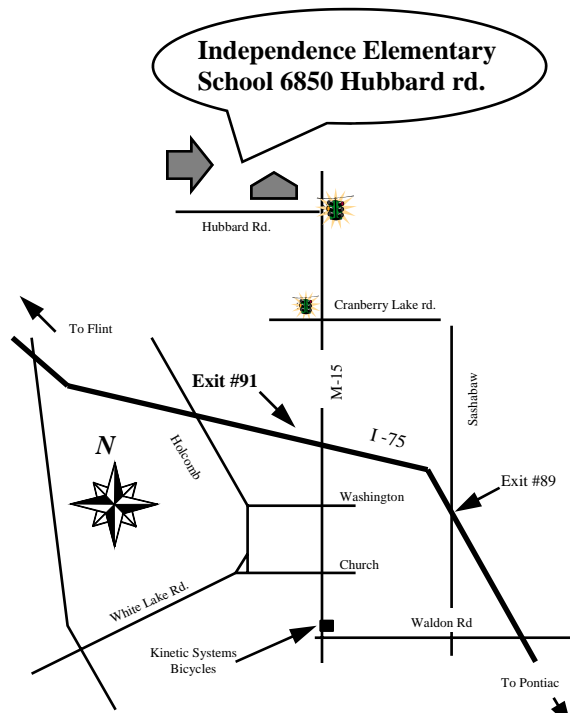 Independence Elementary
School 6850 Hubbard rd.
Hubbard Rd.
Cranberry Lake rd.
To Flint
Exit #91
M-15
Sashabaw
I -75
Holcomb
N
Exit #89
Washington
Church
White Lake Rd.
Waldon Rd
Kinetic Systems
Bicycles
To Pontiac